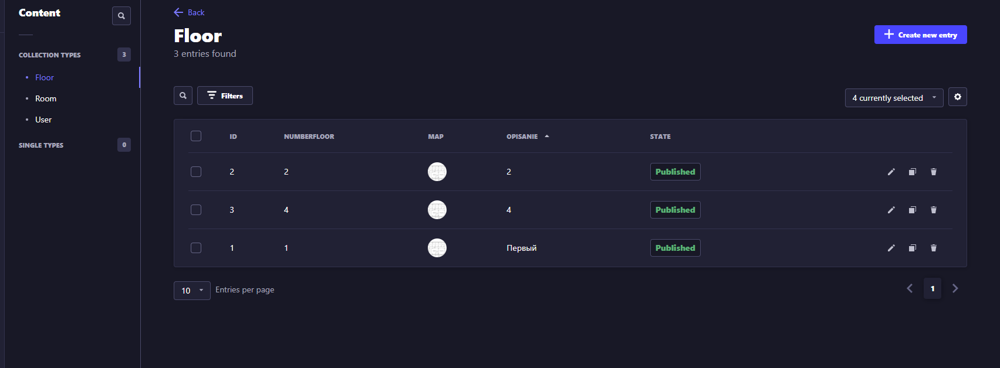 Content
COLLECTION TYPES 3
Floor
Room
User
SINGLE TYPES 0
Back
Floor
3 entries found
Create new entry
Filters
4 currently selected
ID NUMBERFLOOR MAP OPISANIE STATE
2 2 2 Published
3 4 4 Published
1 1 Первый Published
10 Entries per page
1